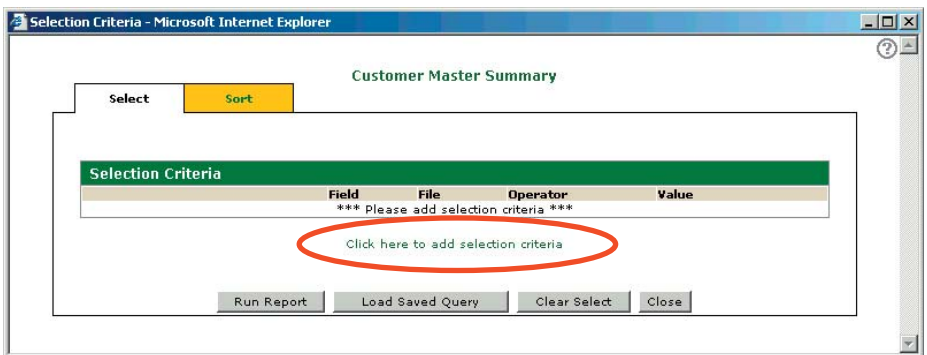 Selection Criteria - Microsoft Internet Explorer
?
Customer Master Summary
Select Sort
Selection Criteria
Field File Operator Value
*** Please add selection criteria ***
Click here to add selection criteria
Run Report Load Saved Query Clear Select Close